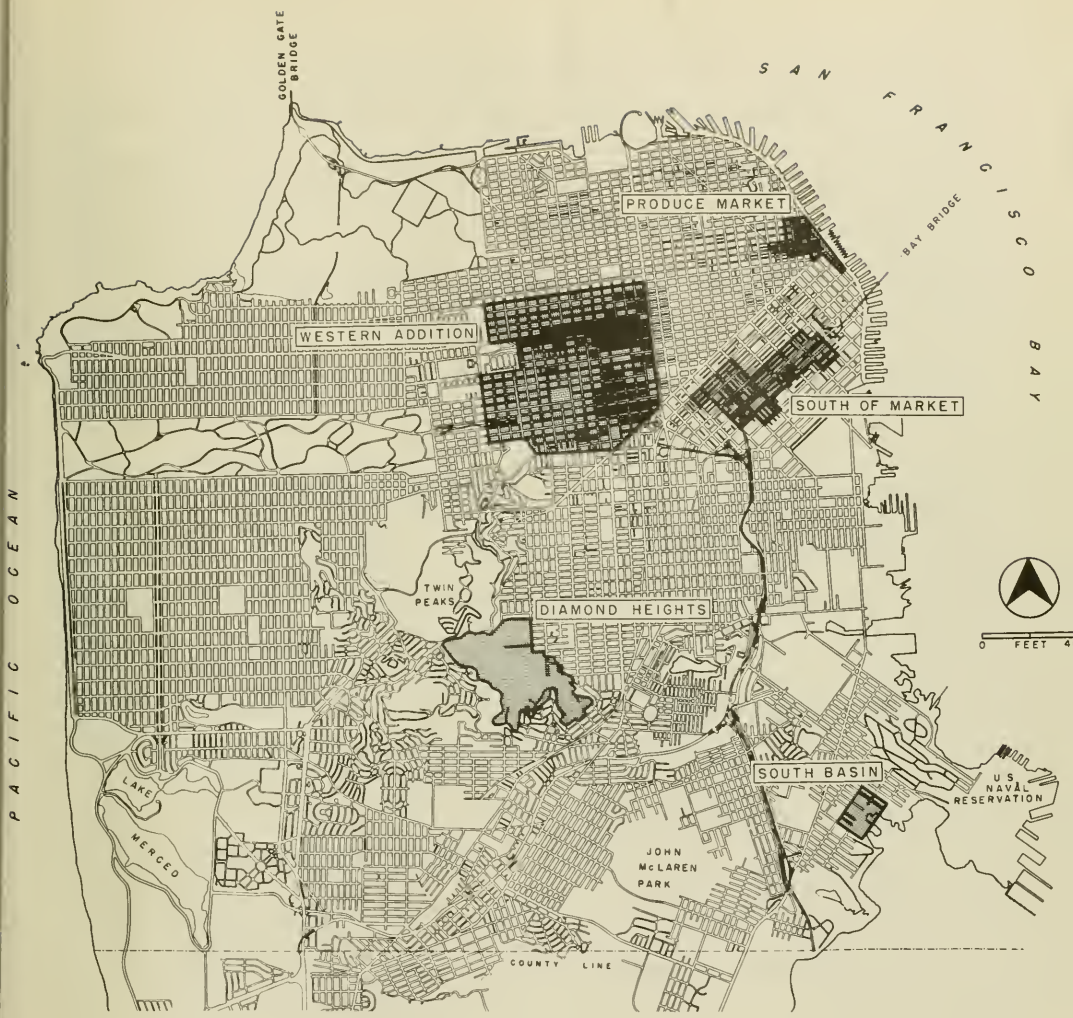 GOLDEN GATE
BRIDGE
SAN FRANCISCO BAY
PRODUCE MARKET
BAY BRIDGE
WESTERN ADDITION
SOUTH OF MARKET
PACIFIC OCEAN
TWIN
PEAKS
DIAMOND HEIGHTS
0 FEET 4
SOUTH BASIN
U.S.
NAVAL
RESERVATION
LAKE
MERCED
JOHN
McLAREN
PARK
COUNTY LINE